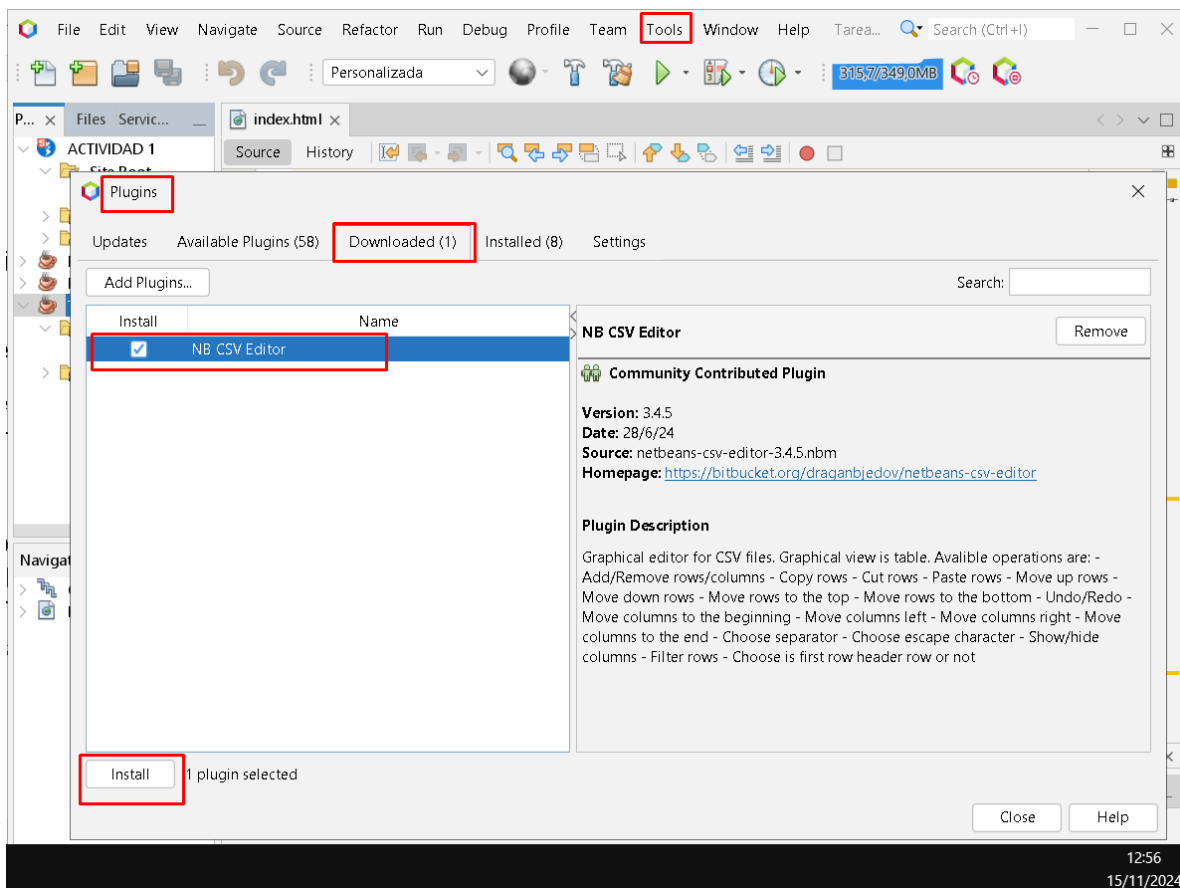 File Edit View Navigate Source Refactor Run Debug Profile Team Tools Window Help Tarea... Search (Ctrl+I)
Personalizada 315,7/349,0MB
P... Files Servic... index.html
ACTIVIDAD 1 Source History
Site Root
Plugins
Updates Available Plugins (58) Downloaded (1) Installed (8) Settings
Add Plugins... Search:
Install Name
NB CSV Editor
NB CSV Editor Remove
Community Contributed Plugin
Version: 3.4.5
Date: 28/6/24
Source: netbeans-csv-editor-3.4.5.nbm
Homepage: https://bitbucket.org/draganbjedov/netbeans-csv-editor
Plugin Description
Graphical editor for CSV files. Graphical view is table. Avalible operations are: -
Add/Remove rows/columns - Copy rows - Cut rows - Paste rows - Move up rows -
Move down rows - Move rows to the top - Move rows to the bottom - Undo/Redo -
Move columns to the beginning - Move columns left - Move columns right - Move
columns to the end - Choose separator - Choose escape character - Show/hide
columns - Filter rows - Choose is first row header row or not
Navigat
Install 1 plugin selected
Close Help
12:56
15/11/2024